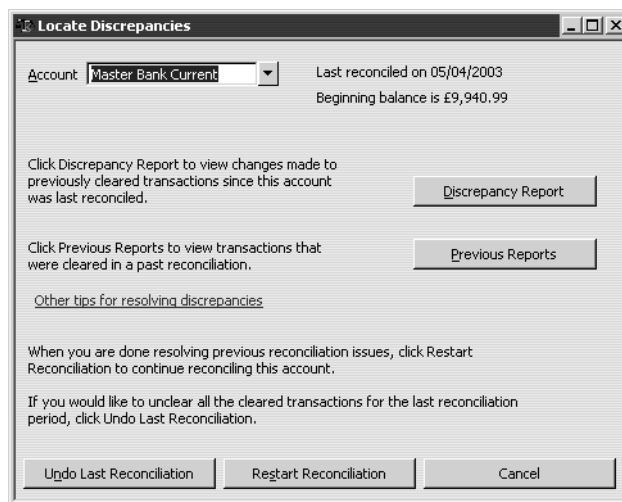 Locate Discrepancies
Account Master Bank Current
Last reconciled on 05/04/2003
Beginning balance is £9,940.99
Click Discrepancy Report to view changes made to
previously cleared transactions since this account
was last reconciled.
Discrepancy Report
Click Previous Reports to view transactions that
were cleared in a past reconciliation.
Previous Reports
Other tips for resolving discrepancies
When you are done resolving previous reconciliation issues, click Restart
Reconciliation to continue reconciling this account.
If you would like to unclear all the cleared transactions for the last reconciliation
period, click Undo Last Reconciliation.
Undo Last Reconciliation Restart Reconciliation Cancel